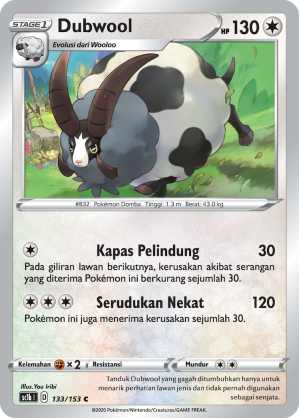 STAGE 1 Dubwool HP 130
Evolusi dari Wooloo
#832 Pokémon Domba Tinggi: 1.3 m Berat: 43.0 kg
Kapas Pelindung 30
Pada giliran lawan berikutnya, kerusakan akibat serangan
yang diterima Pokémon ini berkurang sejumlah 30.
Serudukan Nekat 120
Pokémon ini juga menerima kerusakan sejumlah 30.
Kelemahan ×2 Resistansi Mundur
Illus. You Iribi
sc1b I D 133/153 C
Tanduk Dubwool yang gagah ditumbuhkan hanya untuk
menarik perhatian lawan jenis dan tidak pernah digunakan
sebagai senjata.
©2020 Pokémon/Nintendo/Creatures/GAME FREAK.